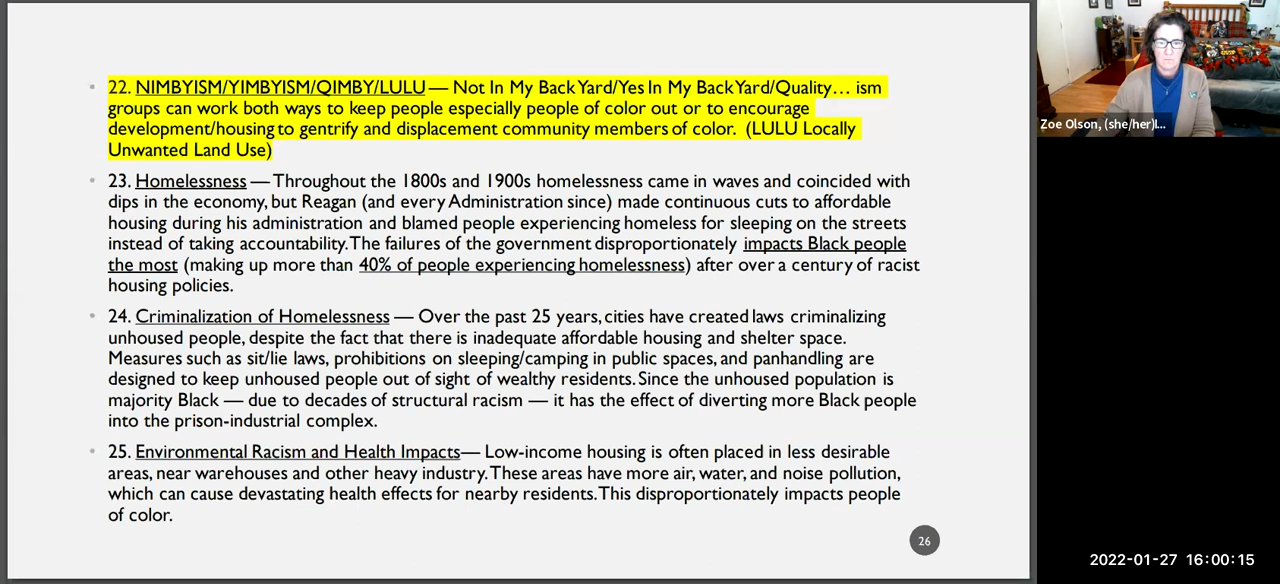 22. NIMBYISM/YIMBYISM/QIMBY/LULU — Not In My Back Yard/Yes In My Back Yard/Quality… ism
groups can work both ways to keep people especially people of color out or to encourage
development/housing to gentrify and displacement community members of color. (LULU Locally
Unwanted Land Use)
23. Homelessness — Throughout the 1800s and 1900s homelessness came in waves and coincided with
dips in the economy, but Reagan (and every Administration since) made continuous cuts to affordable
housing during his administration and blamed people experiencing homeless for sleeping on the streets
instead of taking accountability. The failures of the government disproportionately impacts Black people
the most (making up more than 40% of people experiencing homelessness) after over a century of racist
housing policies.
24. Criminalization of Homelessness — Over the past 25 years, cities have created laws criminalizing
unhoused people, despite the fact that there is inadequate affordable housing and shelter space.
Measures such as sit/lie laws, prohibitions on sleeping/camping in public spaces, and panhandling are
designed to keep unhoused people out of sight of wealthy residents. Since the unhoused population is
majority Black — due to decades of structural racism — it has the effect of diverting more Black people
into the prison-industrial complex.
25. Environmental Racism and Health Impacts— Low-income housing is often placed in less desirable
areas, near warehouses and other heavy industry. These areas have more air, water, and noise pollution,
which can cause devastating health effects for nearby residents. This disproportionately impacts people
of color.
26
Zoe Olson, (she/her)l...
2022-01-27 16:00:15